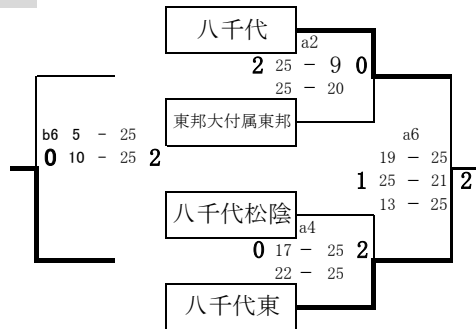 八千代
a2
2 25 － 9 0
25 － 20
東邦大付属東邦
b6 5 - 25
0 10 - 25 2
a6
19 － 25
1 25 － 21 2
13 － 25
八千代松陰
a4
0 17 － 25 2
22 － 25
八千代東